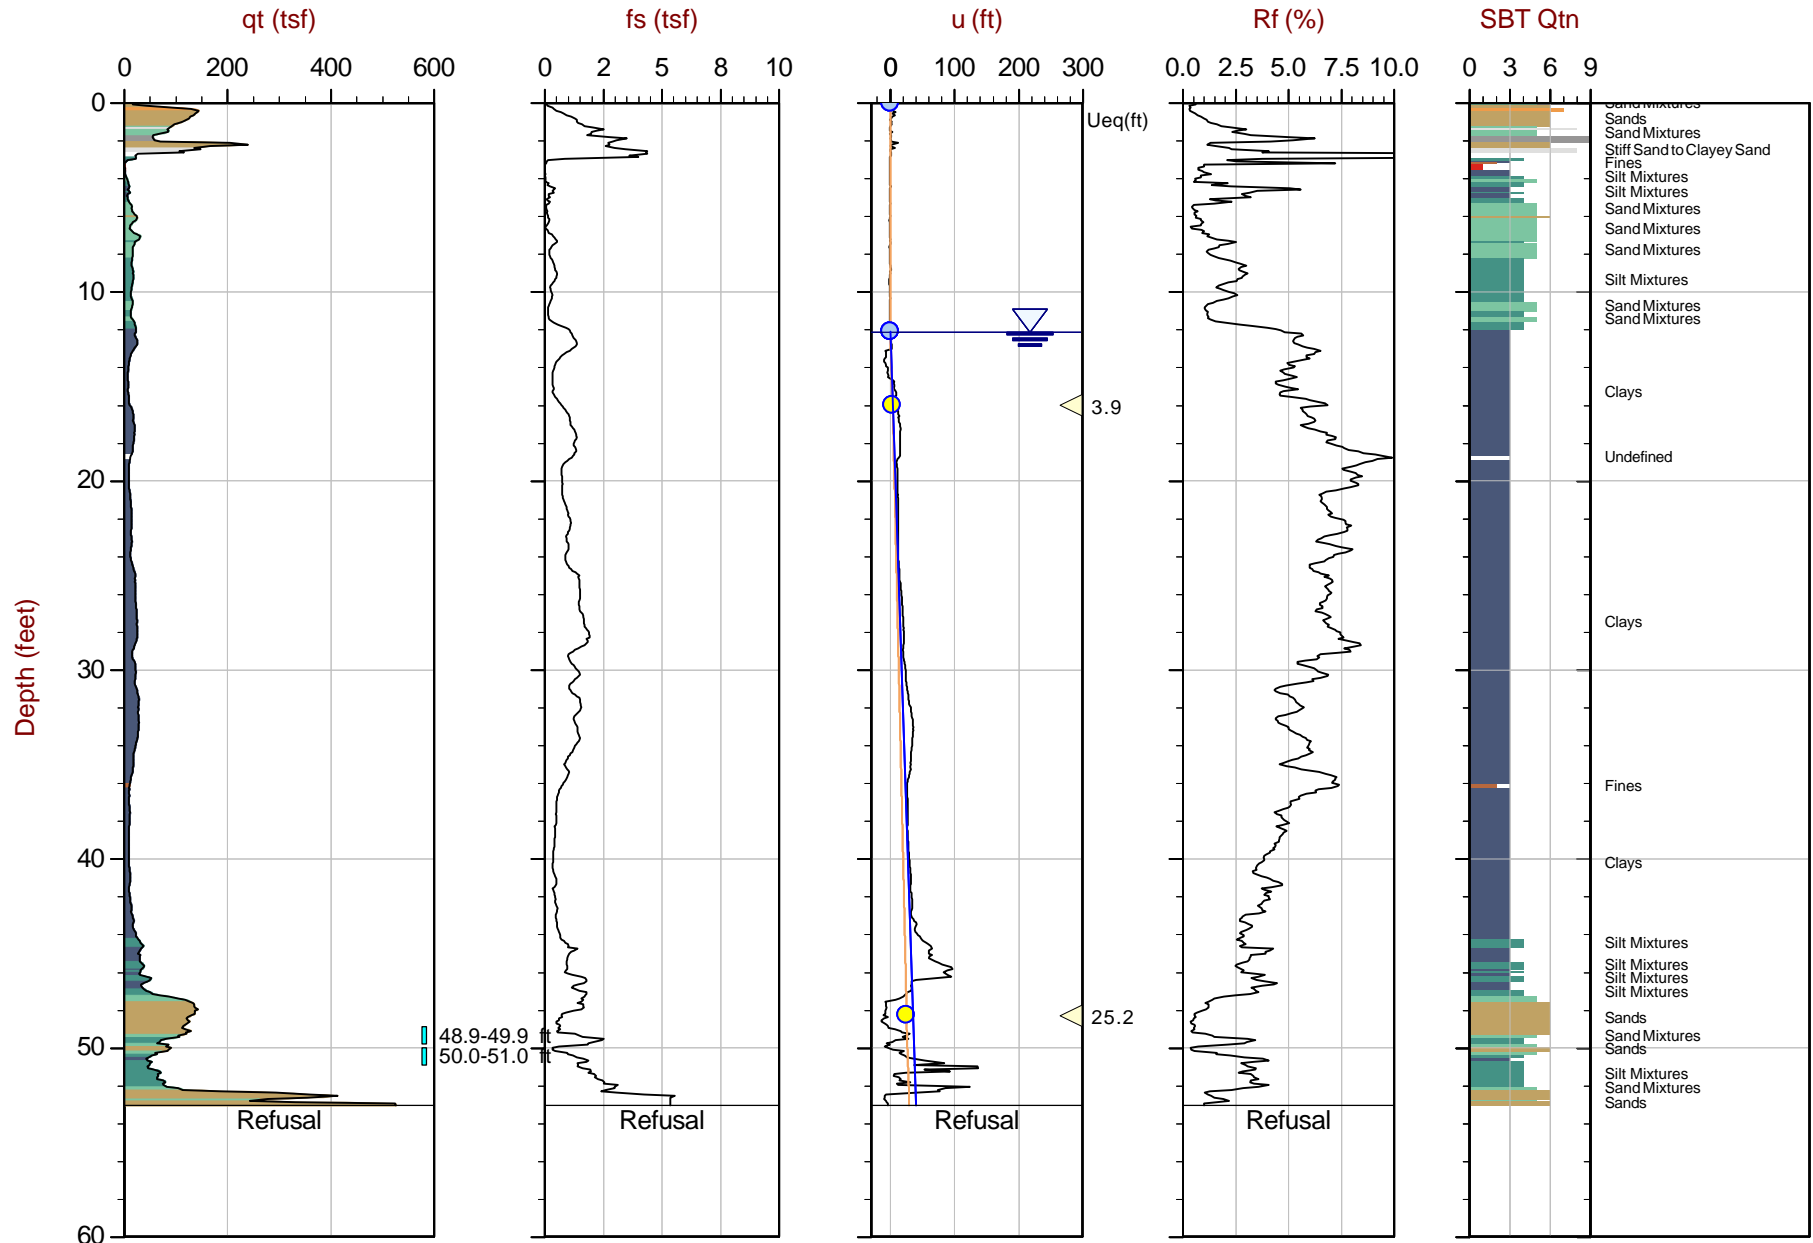 qt (tsf) fs (tsf) u (ft) Rf (%) SBT Qtn
0 200 400 600 0 2 5 8 10 0 100 200 300 0.0 2.5 5.0 7.5 10.0 0 3 6 9
Depth (feet)
0
10
20
30
40
50
60
Ueq(ft)
3.9
25.2
48.9-49.9 ft
50.0-51.0 ft
Refusal Refusal Refusal Refusal
Sand Mixtures
Sands
Sand Mixtures
Stiff Sand to Clayey Sand
Fines
Silt Mixtures
Silt Mixtures
Sand Mixtures
Sand Mixtures
Sand Mixtures
Silt Mixtures
Sand Mixtures
Sand Mixtures
Clays
Undefined
Clays
Fines
Clays
Silt Mixtures
Silt Mixtures
Silt Mixtures
Silt Mixtures
Sands
Sand Mixtures
Sands
Silt Mixtures
Sand Mixtures
Sands